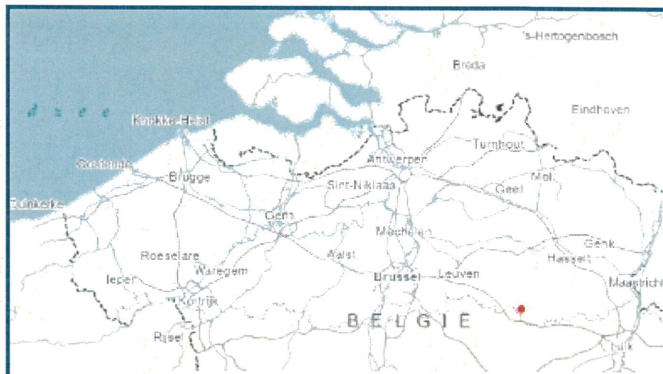 's-Hertogenbosch
Breda
d z e e
Eindhoven
Knokke-Heist
Turnhout
Antwerpen
Oostende
Mol
Brugge
Sint-Niklaas
Geel
Duinkerke
Gent
Mechelen
Genk
Roeselare
Aalst
Hasselt
Ieper
Waregem
Brussel
Leuven
Maastricht
Kortrijk
BELGIE
Rijsel
Luik